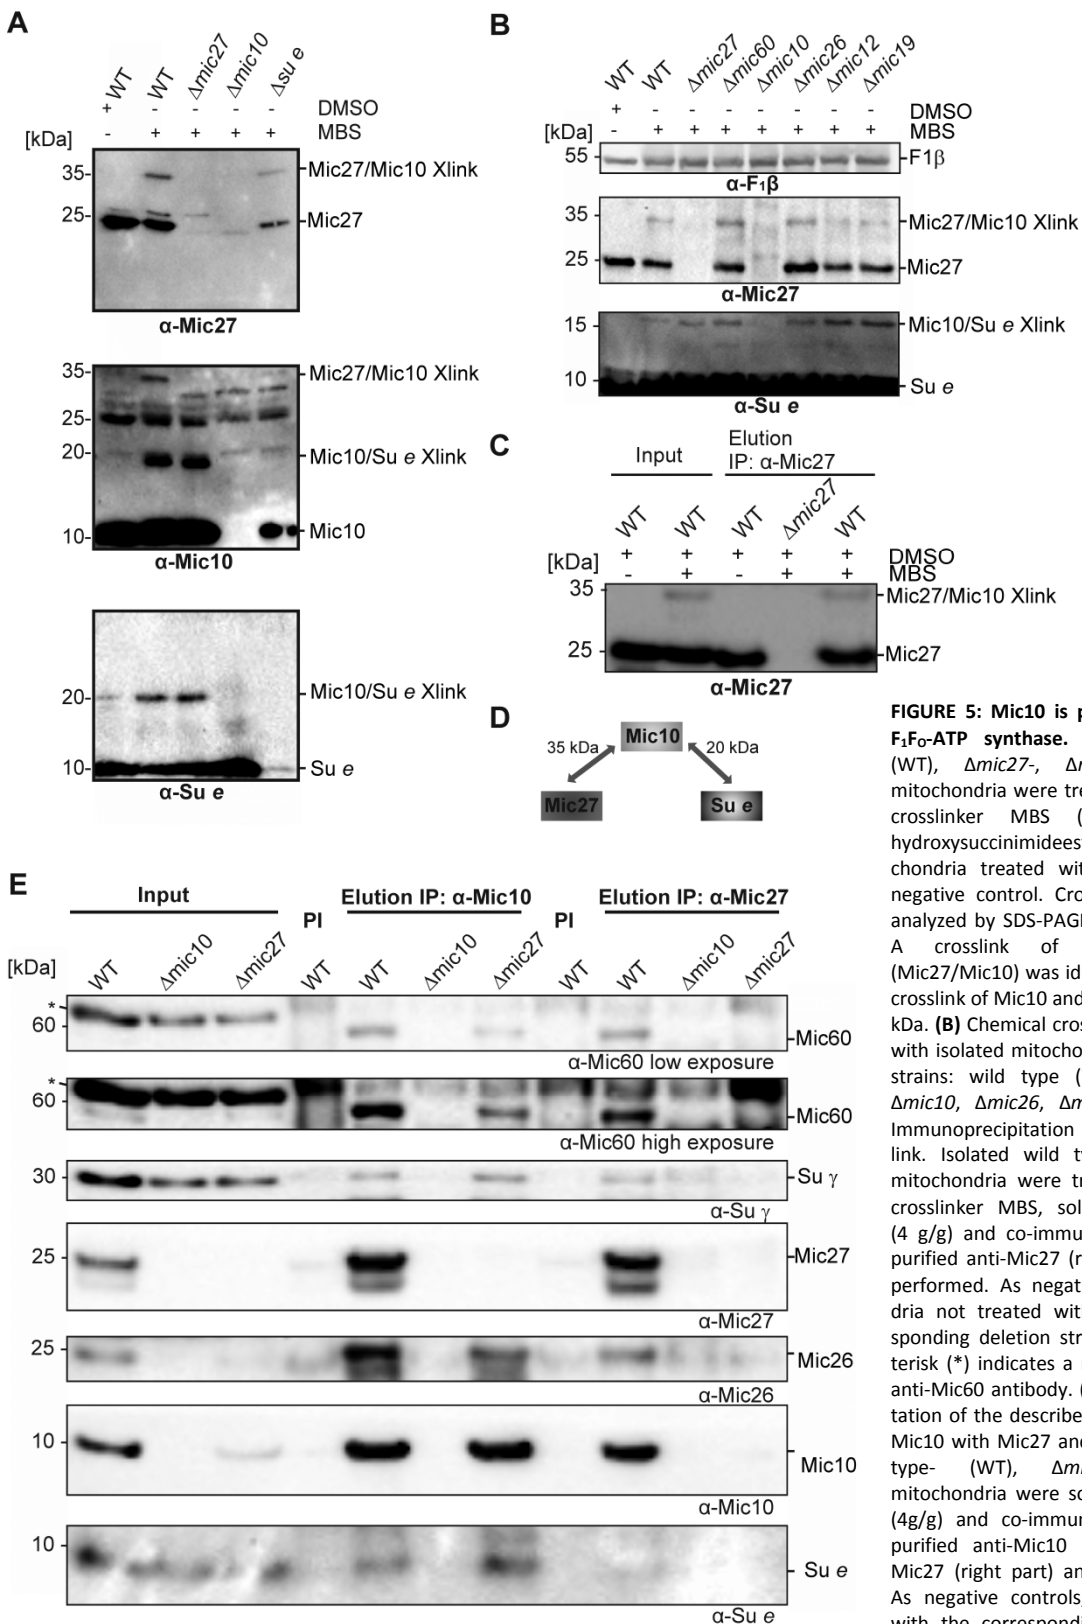 A
WT WT Δmic27 Δmic10 Δsu e
+ - - - - DMSO
[kDa] - + + + + MBS
35- Mic27/Mic10 Xlink
25- Mic27
α-Mic27
35- Mic27/Mic10 Xlink
25-
20- Mic10/Su e Xlink
10- Mic10
α-Mic10
20- Mic10/Su e Xlink
10- Su e
α-Su e
B
WT WT Δmic27 Δmic60 Δmic10 Δmic26 Δmic12 Δmic19
+ - - - - - - - DMSO
[kDa] - + + + + + + + MBS
55 F1β
α-F₁β
35 Mic27/Mic10 Xlink
25 Mic27
α-Mic27
15 Mic10/Su e Xlink
10 Su e
α-Su e
C
Input Elution
IP: α-Mic27
WT WT WT Δmic27 WT
+ + + + + DMSO
[kDa] - + - + + MBS
35 Mic27/Mic10 Xlink
25 Mic27
α-Mic27
D
Mic10
35 kDa 20 kDa
Mic27 Su e
E
Input PI Elution IP: α-Mic10 PI Elution IP: α-Mic27
[kDa] WT Δmic10 Δmic27 WT WT Δmic10 Δmic27 WT WT Δmic10 Δmic27
*
60 Mic60
α-Mic60 low exposure
*
60 Mic60
α-Mic60 high exposure
30 Su γ
α-Su γ
25 Mic27
α-Mic27
25 Mic26
α-Mic26
10 Mic10
α-Mic10
10 Su e
α-Su e
FIGURE 5: Mic10 is p
F₁Fₒ-ATP synthase.
(WT), Δmic27-, Δm
mitochondria were tre
crosslinker MBS (
hydroxysuccinimideest
chondria treated wit
negative control. Cro
analyzed by SDS-PAGE
A crosslink of
(Mic27/Mic10) was id
crosslink of Mic10 and
kDa. (B) Chemical cros
with isolated mitocho
strains: wild type (
Δmic10, Δmic26, Δm
Immunoprecipitation
link. Isolated wild ty
mitochondria were tr
crosslinker MBS, sol
(4 g/g) and co-immu
purified anti-Mic27 (r
performed. As negati
dria not treated wit
sponding deletion str
terisk (*) indicates a
anti-Mic60 antibody. (
tation of the describe
Mic10 with Mic27 and
type- (WT), Δmi
mitochondria were so
(4g/g) and co-immun
purified anti-Mic10
Mic27 (right part) an
As negative controls,
with the correspondi